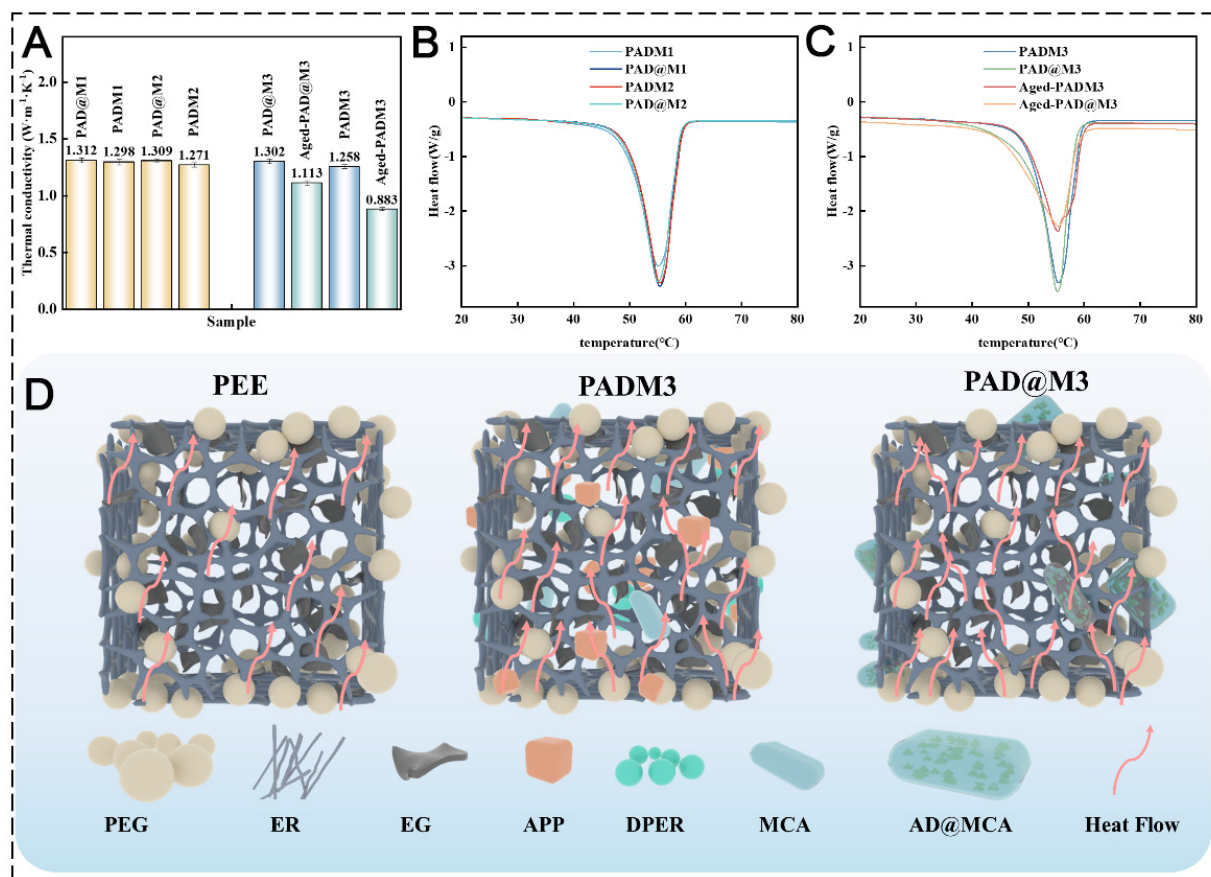 A
Thermal conductivity (W·m⁻¹·K⁻¹)
2.0
1.5
1.0
0.5
0.0
PAD@M1
PADM1
PAD@M2
PADM2
PAD@M3
Aged-PAD@M3
PADM3
Aged-PADM3
1.312
1.298
1.309
1.271
1.302
1.113
1.258
0.883
Sample
B
Heat flow(W/g)
1
0
-1
-2
-3
PADM1
PAD@M1
PADM2
PAD@M2
20 30 40 50 60 70 80
temperature(°C)
C
Heat flow(W/g)
1
0
-1
-2
-3
PADM3
PAD@M3
Aged-PADM3
Aged-PAD@M3
20 30 40 50 60 70 80
temperature(°C)
D
PEE PADM3 PAD@M3
PEG ER EG APP DPER MCA AD@MCA Heat Flow